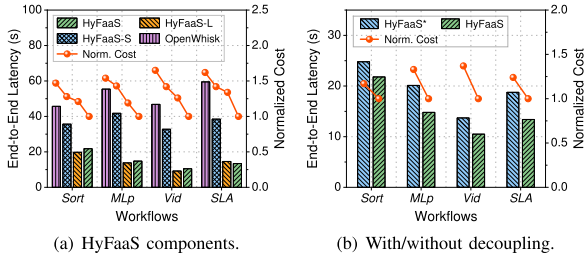 100
80
60
40
20
0
End-to-End Latency (s)
HyFaaS
HyFaaS-L
HyFaaS-S
OpenWhisk
Norm. Cost
2.5
2.0
1.5
1.0
0.5
0.0
Normalized Cost
Sort MLp Vid SLA
Workflows
(a) HyFaaS components.
30
20
10
0
End-to-End Latency (s)
HyFaaS*
HyFaaS
Norm. Cost
2.0
1.5
1.0
0.5
0.0
Normalized Cost
Sort MLp Vid SLA
Workflows
(b) With/without decoupling.